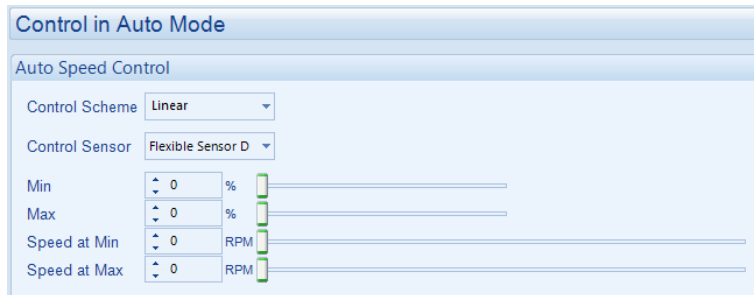 Control in Auto Mode
Auto Speed Control
Control Scheme Linear
Control Sensor Flexible Sensor D
Min 0 %
Max 0 %
Speed at Min 0 RPM
Speed at Max 0 RPM